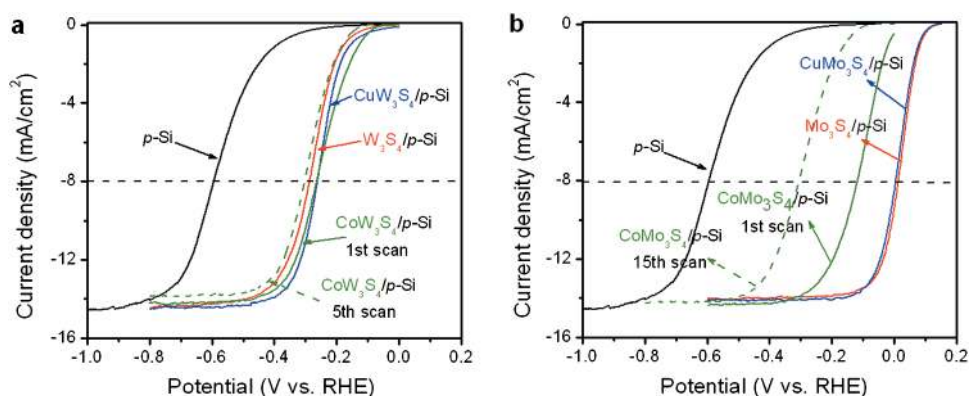 a
0
-4
-8
-12
-16
-1.0 -0.8 -0.6 -0.4 -0.2 0.0 0.2
Current density (mA/cm²)
Potential (V vs. RHE)
p-Si
CuW₃S₄/p-Si
W₃S₄/p-Si
CoW₃S₄/p-Si
1st scan
CoW₃S₄/p-Si
5th scan
b
0
-4
-8
-12
-16
-1.0 -0.8 -0.6 -0.4 -0.2 0.0 0.2
Current density (mA/cm²)
Potential (V vs. RHE)
p-Si
CuMo₃S₄/p-Si
Mo₃S₄/p-Si
CoMo₃S₄/p-Si
1st scan
CoMo₃S₄/p-Si
15th scan